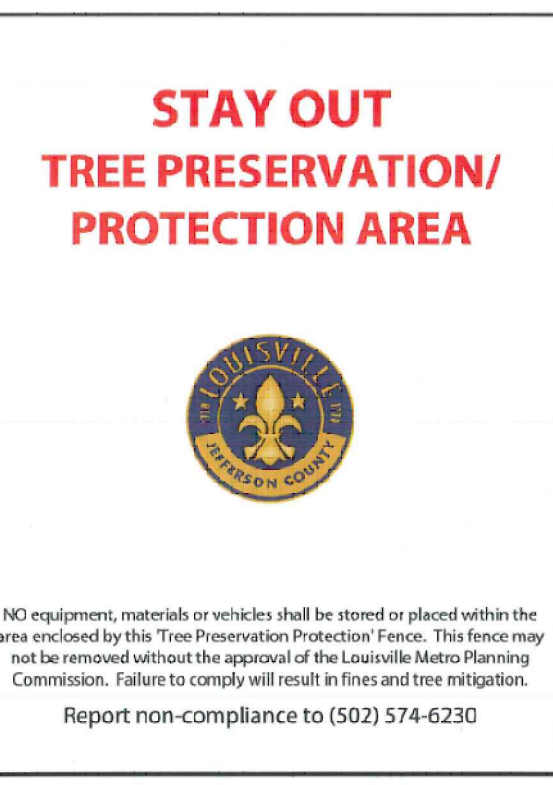 STAY OUT
TREE PRESERVATION/
PROTECTION AREA
LOUISVILLE
1778 1778
JEFFERSON COUNTY
NO equipment, materials or vehicles shall be stored or placed within the
area enclosed by this 'Tree Preservation Protection' Fence. This fence may
not be removed without the approval of the Louisville Metro Planning
Commission. Failure to comply will result in fines and tree mitigation.
Report non-compliance to (502) 574-6230